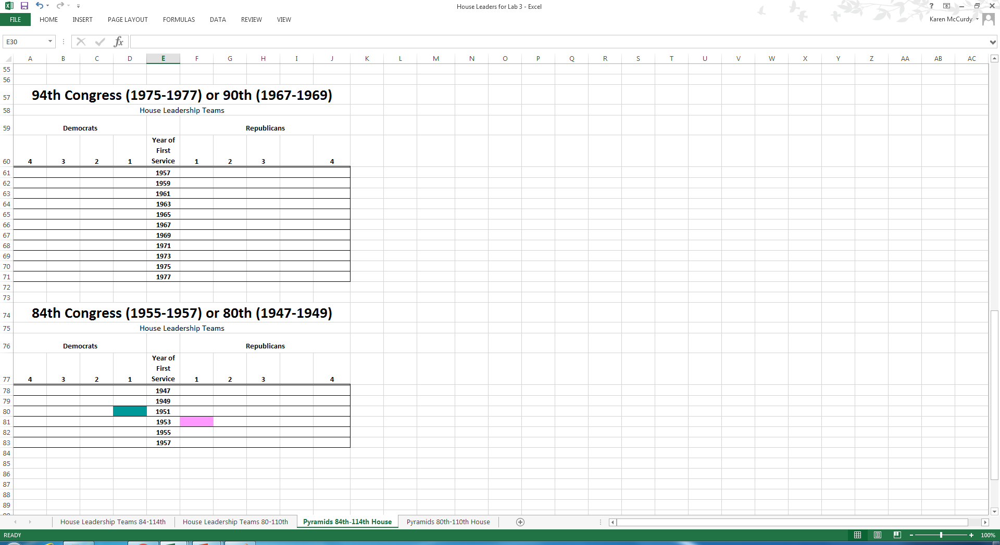 House Leaders for Lab 3 - Excel
?
FILE HOME INSERT PAGE LAYOUT FORMULAS DATA REVIEW VIEW
Karen McCurdy
E30
fx
A B C D E F G H I J K L M N O P Q R S T U V W X Y Z AA AB AC
55
56
57 94th Congress (1975-1977) or 90th (1967-1969)
58 House Leadership Teams
59 Democrats Republicans
Year of
First
60 4 3 2 1 Service 1 2 3 4
61 1957
62 1959
63 1961
64 1963
65 1965
66 1967
67 1969
68 1971
69 1973
70 1975
71 1977
72
73
74 84th Congress (1955-1957) or 80th (1947-1949)
75 House Leadership Teams
76 Democrats Republicans
Year of
First
77 4 3 2 1 Service 1 2 3 4
78 1947
79 1949
80 1951
81 1953
82 1955
83 1957
84
85
86
87
88
89
90
House Leadership Teams 84-114th House Leadership Teams 80-110th Pyramids 84th-114th House Pyramids 80th-110th House
READY
100%